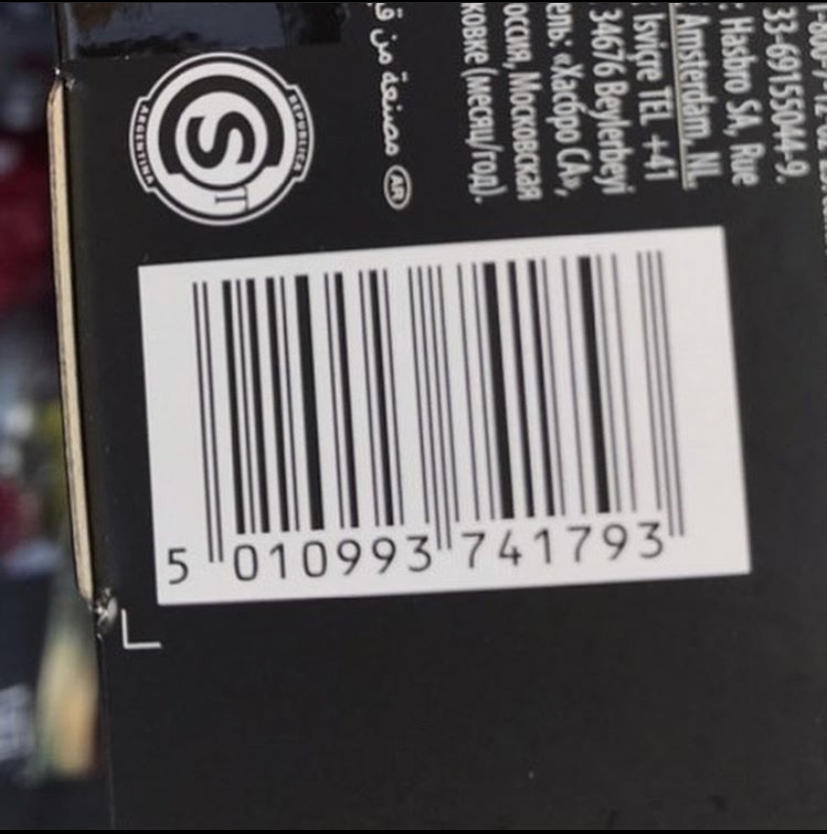 REPUBLICA
ARGENTINA
S
T
AR مصنعة من
33-69155044-9.
: Hasbro SA, Rue
: Amsterdam, NL.
: Isviçre TEL +41
34676 Beylerbeyi
ель: «Хасбро СА»,
оссия, Московская
ковке (месяц/год).
5 010993 741793